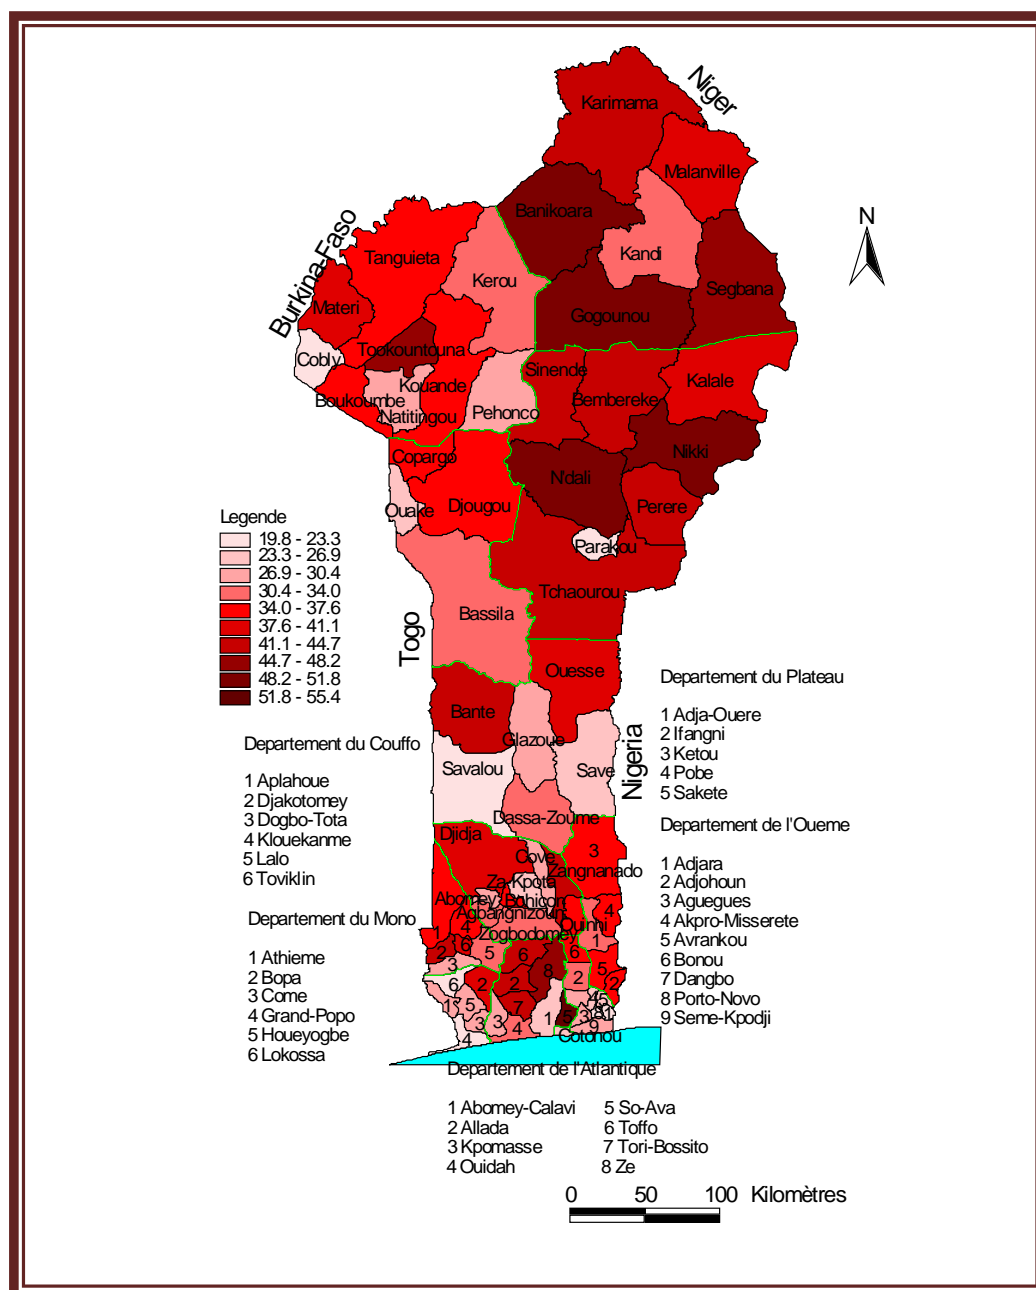 Niger
Karimama
Malanville
Banikoara
N
Burkina-Faso
Kandi
Tanguieta
Kerou
Segbana
Materi
Gogounou
Tookountouna
Cobly
Sinende
Kouande
Kalale
Boukoumbe
Bembereke
Natitingou
Pehonco
Nikki
Copargo
N'dali
Djougou
Perere
Ouake
Legende
19.8 - 23.3
23.3 - 26.9
26.9 - 30.4
30.4 - 34.0
34.0 - 37.6
37.6 - 41.1
41.1 - 44.7
44.7 - 48.2
48.2 - 51.8
51.8 - 55.4
Parakou
Tchaourou
Bassila
Togo
Ouesse
Bante
Glazoue
Savalou
Save
Nigeria
Dassa-Zoume
Djidja
Cove
Zangnanado
Za-Kpota
Abomey
Bohicon
Agbangnizoun
Ouinhi
Zogbodomey
Cotonou
Departement du Plateau
1 Adja-Ouere
2 Ifangni
3 Ketou
4 Pobe
5 Sakete
Departement du Couffo
1 Aplahoue
2 Djakotomey
3 Dogbo-Tota
4 Klouekanme
5 Lalo
6 Toviklin
Departement de l'Oueme
1 Adjara
2 Adjohoun
3 Aguegues
4 Akpro-Misserete
5 Avrankou
6 Bonou
7 Dangbo
8 Porto-Novo
9 Seme-Kpodji
Departement du Mono
1 Athieme
2 Bopa
3 Come
4 Grand-Popo
5 Houeyogbe
6 Lokossa
Departement de l'Atlantique
1 Abomey-Calavi
2 Allada
3 Kpomasse
4 Ouidah
5 So-Ava
6 Toffo
7 Tori-Bossito
8 Ze
0 50 100 Kilomètres